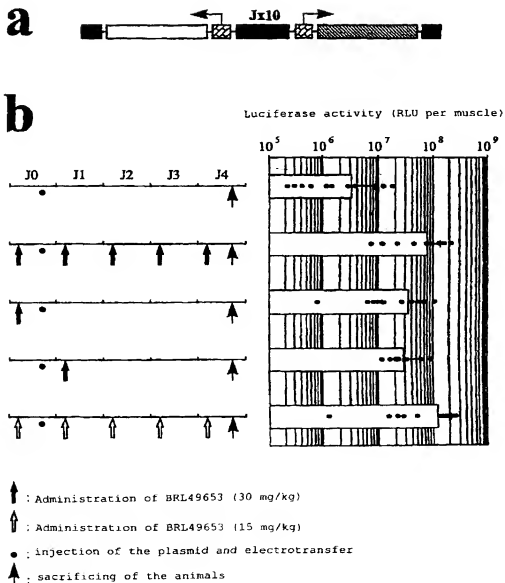 a
Jx10
b
Luciferase activity (RLU per muscle)
10^5 10^6 10^7 10^8 10^9
J0 J1 J2 J3 J4
: Administration of BRL49653 (30 mg/kg)
: Administration of BRL49653 (15 mg/kg)
: injection of the plasmid and electrotransfer
: sacrificing of the animals